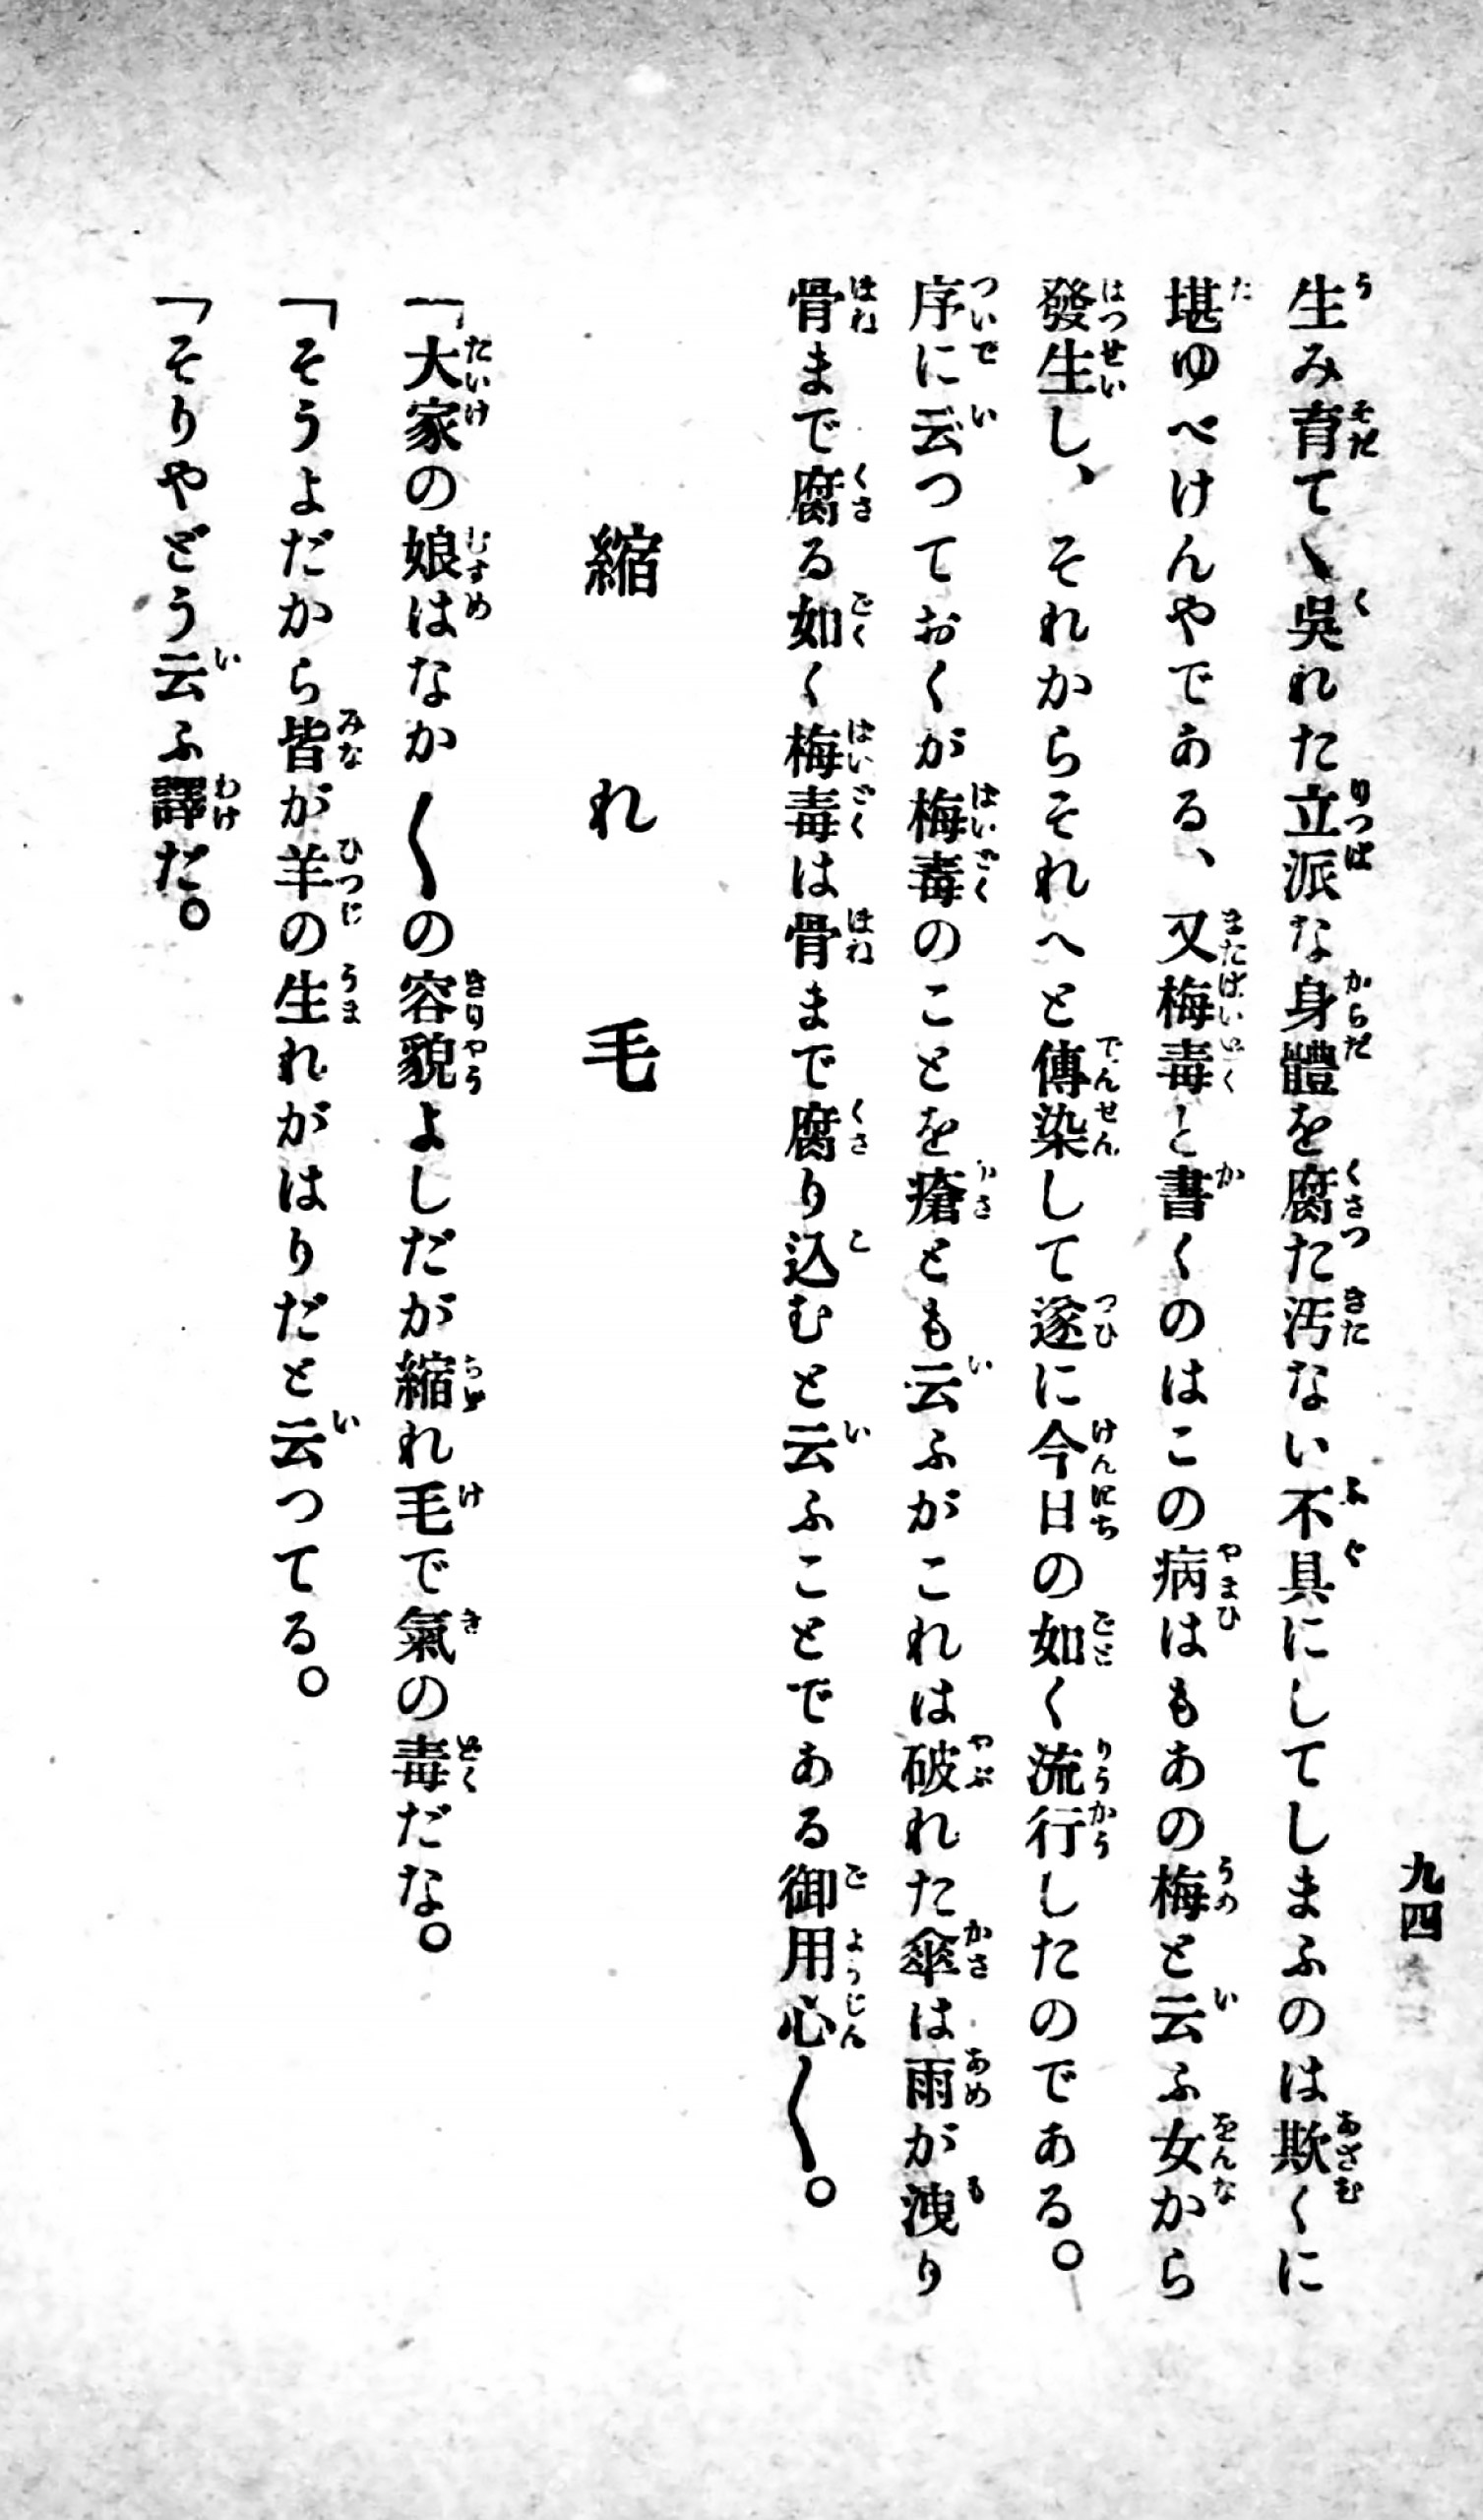 九四
生み育てゝ吳れた立派な身體を腐た汚ない不具にしてしまふのは欺くに
堪ゆべけんやである、又梅毒と書くのはこの病はもあの梅と云ふ女から
發生し、それからそれへと傳染して遂に今日の如く流行したのである。
序に云つておくが梅毒のことを瘡とも云ふがこれは破れた傘は雨が洩り
骨まで腐る如く梅毒は骨まで腐り込むと云ふことである御用心〱。
縮れ毛
「大家の娘はなか〱の容貌よしだが縮れ毛で氣の毒だな。
「そうよだから皆が羊の生れがはりだと云つてる。
「そりやどう云ふ譯だ。